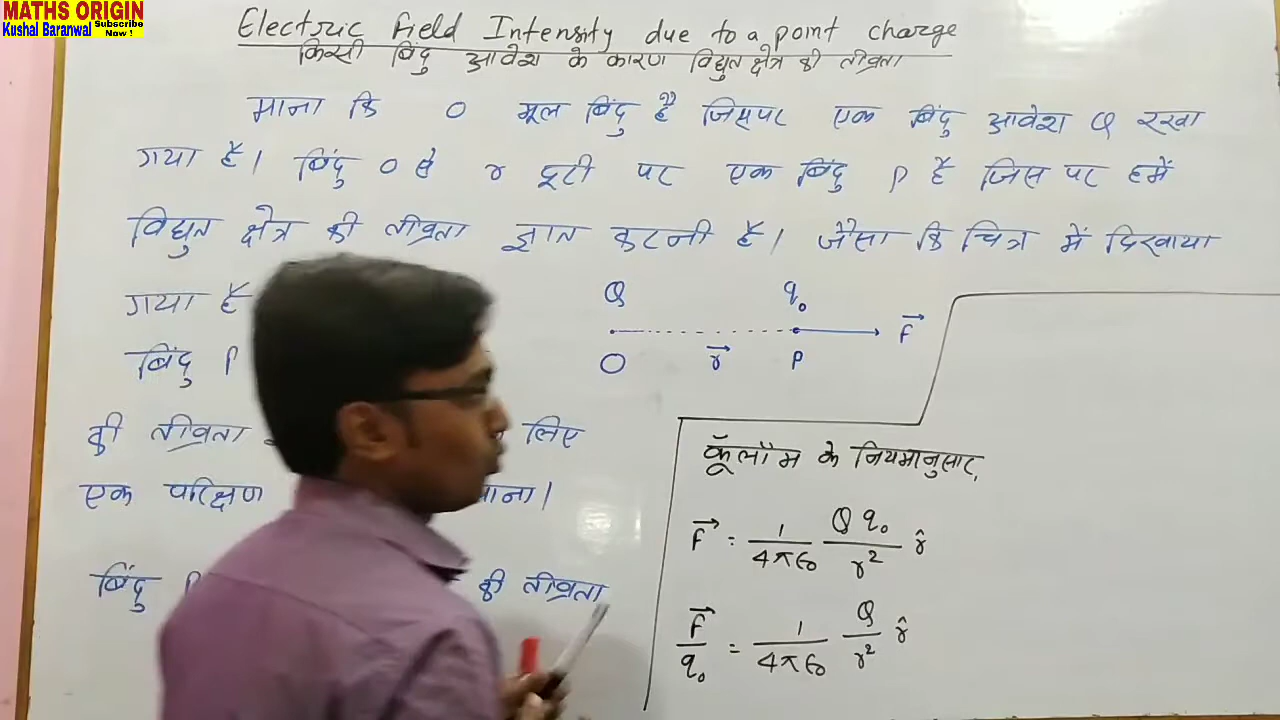 MATHS ORIGIN
Kushal Baranwal Subscribe Now !
Electric Field Intensity due to a point charge
किसी बिंदु आवेश के कारण विद्युत क्षेत्र की तीव्रता
माना कि O मूल बिंदु है जिसपर एक बिंदु आवेश Q रखा
गया है। बिंदु O से r दूरी पर एक बिंदु P है जिस पर हमें
विद्युत क्षेत्र की तीव्रता ज्ञात करनी है। जैसा कि चित्र में दिखाया
गया है
Q q₀
O r⃗ P F⃗
बिंदु P
की तीव्रता लिए
एक परिक्षण माना।
बिंदु P की तीव्रता
कूॅलॉम के नियमानुसार,
F⃗ = 1/4πε₀ Qq₀/r² r̂
F⃗/q₀ = 1/4πε₀ Q/r² r̂